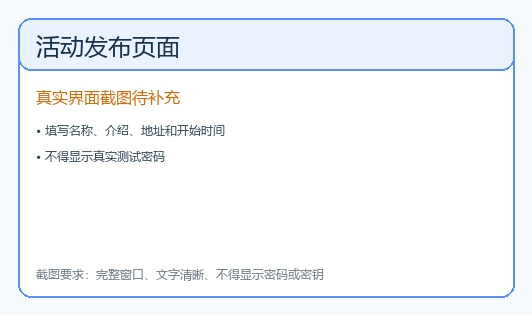 活动发布页面
真实界面截图待补充
• 填写名称、介绍、地址和开始时间
• 不得显示真实测试密码
截图要求：完整窗口、文字清晰、不得显示密码或密钥